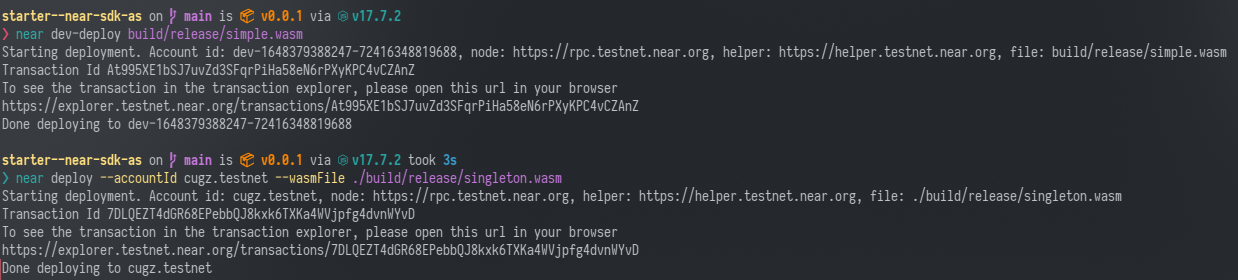 starter--near-sdk-as on main is v0.0.1 via v17.7.2
❯ near dev-deploy build/release/simple.wasm
Starting deployment. Account id: dev-1648379388247-72416348819688, node: https://rpc.testnet.near.org, helper: https://helper.testnet.near.org, file: build/release/simple.wasm
Transaction Id At995XE1bSJ7uvZd3SFqrPiHa58eN6rPXyKPC4vCZAnZ
To see the transaction in the transaction explorer, please open this url in your browser
https://explorer.testnet.near.org/transactions/At995XE1bSJ7uvZd3SFqrPiHa58eN6rPXyKPC4vCZAnZ
Done deploying to dev-1648379388247-72416348819688
starter--near-sdk-as on main is v0.0.1 via v17.7.2 took 3s
❯ near deploy --accountId cugz.testnet --wasmFile ./build/release/singleton.wasm
Starting deployment. Account id: cugz.testnet, node: https://rpc.testnet.near.org, helper: https://helper.testnet.near.org, file: ./build/release/singleton.wasm
Transaction Id 7DLQEZT4dGR68EPebbQJ8kxk6TXKa4WVjpfg4dvnWYvD
To see the transaction in the transaction explorer, please open this url in your browser
https://explorer.testnet.near.org/transactions/7DLQEZT4dGR68EPebbQJ8kxk6TXKa4WVjpfg4dvnWYvD
Done deploying to cugz.testnet